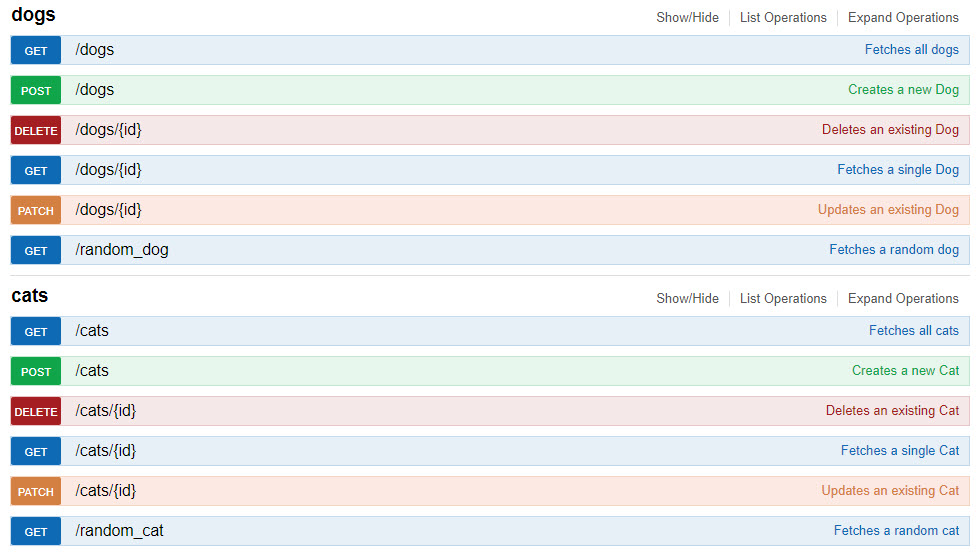 dogs Show/Hide List Operations Expand Operations
GET /dogs Fetches all dogs
POST /dogs Creates a new Dog
DELETE /dogs/{id} Deletes an existing Dog
GET /dogs/{id} Fetches a single Dog
PATCH /dogs/{id} Updates an existing Dog
GET /random_dog Fetches a random dog
cats Show/Hide List Operations Expand Operations
GET /cats Fetches all cats
POST /cats Creates a new Cat
DELETE /cats/{id} Deletes an existing Cat
GET /cats/{id} Fetches a single Cat
PATCH /cats/{id} Updates an existing Cat
GET /random_cat Fetches a random cat